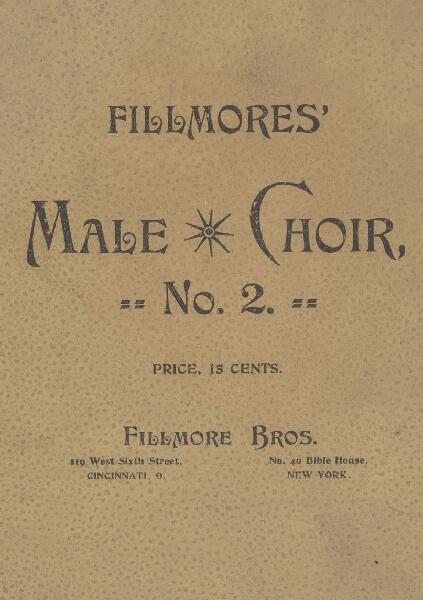 FILLMORES'
MALE CHOIR,
No. 2.
PRICE, 15 CENTS.
FILLMORE BROS.
119 West Sixth Street, No. 40 Bible House,
CINCINNATI, O. NEW YORK.